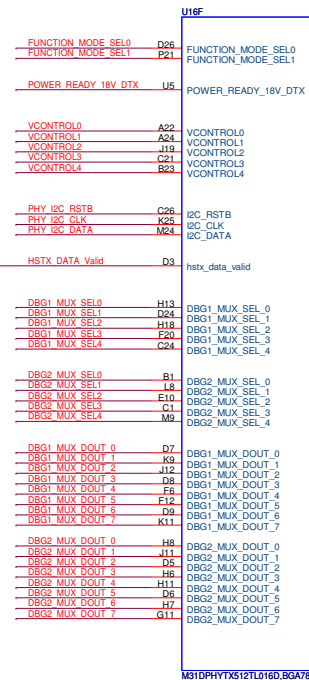 U16F
FUNCTION_MODE_SEL0 D26 FUNCTION_MODE_SEL0
FUNCTION_MODE_SEL1 P21 FUNCTION_MODE_SEL1
POWER_READY_18V_DTX U5 POWER_READY_18V_DTX
VCONTROL0 A22 VCONTROL0
VCONTROL1 A24 VCONTROL1
VCONTROL2 J19 VCONTROL2
VCONTROL3 C21 VCONTROL3
VCONTROL4 B23 VCONTROL4
PHY_I2C_RSTB C26 I2C_RSTB
PHY_I2C_CLK K25 I2C_CLK
PHY_I2C_DATA M24 I2C_DATA
HSTX_DATA_Valid D3 hstx_data_valid
DBG1_MUX_SEL0 H13 DBG1_MUX_SEL_0
DBG1_MUX_SEL1 D24 DBG1_MUX_SEL_1
DBG1_MUX_SEL2 H18 DBG1_MUX_SEL_2
DBG1_MUX_SEL3 F20 DBG1_MUX_SEL_3
DBG1_MUX_SEL4 C24 DBG1_MUX_SEL_4
DBG2_MUX_SEL0 B1 DBG2_MUX_SEL_0
DBG2_MUX_SEL1 L8 DBG2_MUX_SEL_1
DBG2_MUX_SEL2 E10 DBG2_MUX_SEL_2
DBG2_MUX_SEL3 C1 DBG2_MUX_SEL_3
DBG2_MUX_SEL4 M9 DBG2_MUX_SEL_4
DBG1_MUX_DOUT_0 D7 DBG1_MUX_DOUT_0
DBG1_MUX_DOUT_1 K9 DBG1_MUX_DOUT_1
DBG1_MUX_DOUT_2 J12 DBG1_MUX_DOUT_2
DBG1_MUX_DOUT_3 D8 DBG1_MUX_DOUT_3
DBG1_MUX_DOUT_4 F6 DBG1_MUX_DOUT_4
DBG1_MUX_DOUT_5 F12 DBG1_MUX_DOUT_5
DBG1_MUX_DOUT_6 D9 DBG1_MUX_DOUT_6
DBG1_MUX_DOUT_7 K11 DBG1_MUX_DOUT_7
DBG2_MUX_DOUT_0 H8 DBG2_MUX_DOUT_0
DBG2_MUX_DOUT_1 J11 DBG2_MUX_DOUT_1
DBG2_MUX_DOUT_2 D5 DBG2_MUX_DOUT_2
DBG2_MUX_DOUT_3 H6 DBG2_MUX_DOUT_3
DBG2_MUX_DOUT_4 H11 DBG2_MUX_DOUT_4
DBG2_MUX_DOUT_5 D6 DBG2_MUX_DOUT_5
DBG2_MUX_DOUT_6 H7 DBG2_MUX_DOUT_6
DBG2_MUX_DOUT_7 G11 DBG2_MUX_DOUT_7
M31DPHYTX512TL016D,BGA78